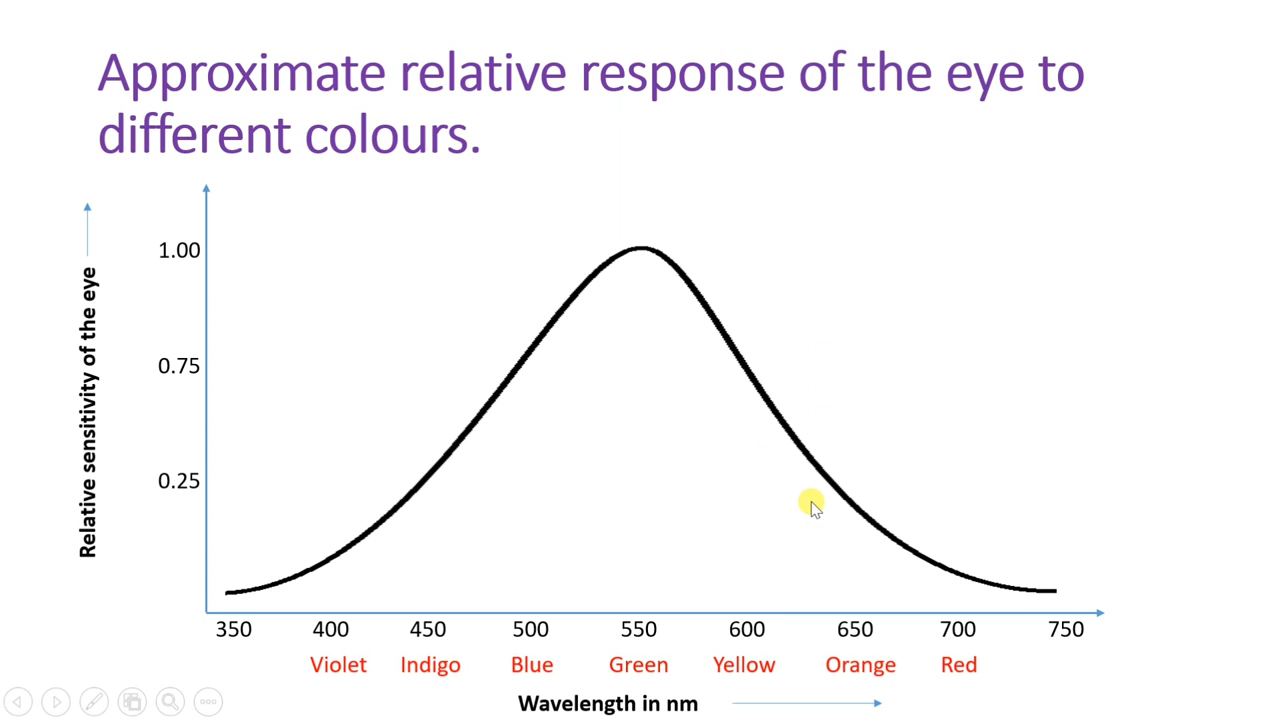 Approximate relative response of the eye to
different colours.
Relative sensitivity of the eye
1.00
0.75
0.25
350 400 450 500 550 600 650 700 750
Violet Indigo Blue Green Yellow Orange Red
Wavelength in nm